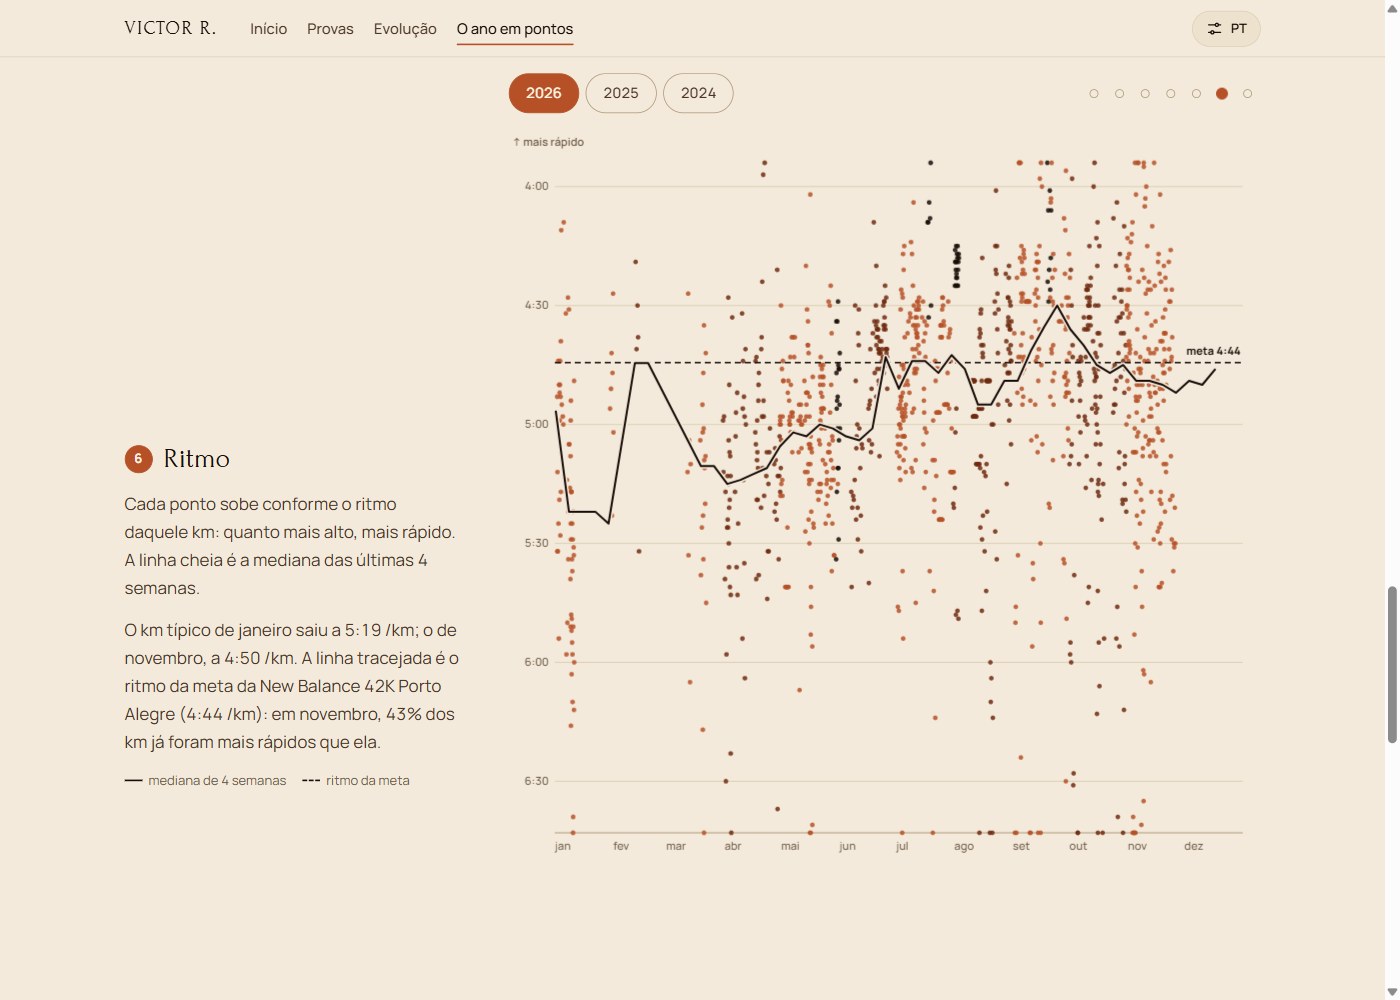 VICTOR R.
Início
Provas
Evolução
O ano em pontos
PT
2026
2025
2024
↑ mais rápido
4:00
4:30
meta 4:44
5:00
5:30
6:00
6:30
jan
fev
mar
abr
mai
jun
jul
ago
set
out
nov
dez
6
Ritmo
Cada ponto sobe conforme o ritmo
daquele km: quanto mais alto, mais rápido.
A linha cheia é a mediana das últimas 4
semanas.
O km típico de janeiro saiu a 5:19 /km; o de
novembro, a 4:50 /km. A linha tracejada é o
ritmo da meta da New Balance 42K Porto
Alegre (4:44 /km): em novembro, 43% dos
km já foram mais rápidos que ela.
mediana de 4 semanas
ritmo da meta